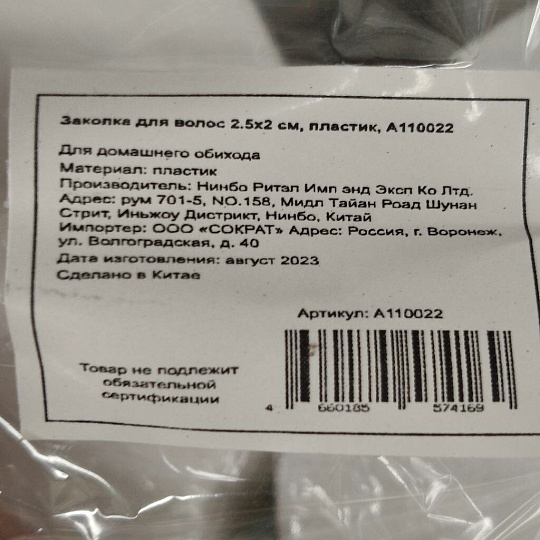 Заколка для волос 2.5х2 см, пластик, А110022
Для домашнего обихода
Материал: пластик
Производитель: Нинбо Ритэл Имп энд Эксп Ко Лтд.
Адрес: рум 701-5, NO.158, Мидл Тайан Роад Шунан
Стрит, Иньжоу Дистрикт, Нинбо, Китай
Импортер: ООО «СОКРАТ» Адрес: Россия, г. Воронеж,
ул. Волгоградская, д. 40
Дата изготовления: август 2023
Сделано в Китае
Артикул: А110022
Товар не подлежит
обязательной
сертификации
4 660185 574169